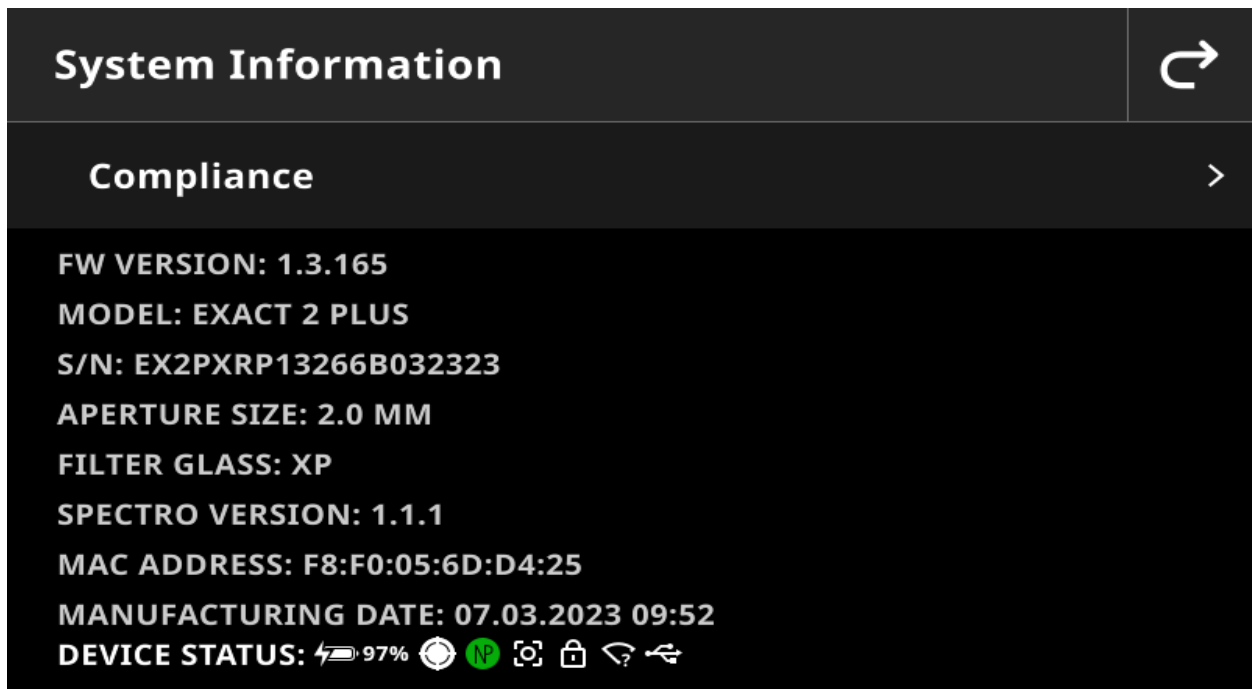 System Information
Compliance
FW VERSION: 1.3.165
MODEL: EXACT 2 PLUS
S/N: EX2PXRP13266B032323
APERTURE SIZE: 2.0 MM
FILTER GLASS: XP
SPECTRO VERSION: 1.1.1
MAC ADDRESS: F8:F0:05:6D:D4:25
MANUFACTURING DATE: 07.03.2023 09:52
DEVICE STATUS: 97% NP